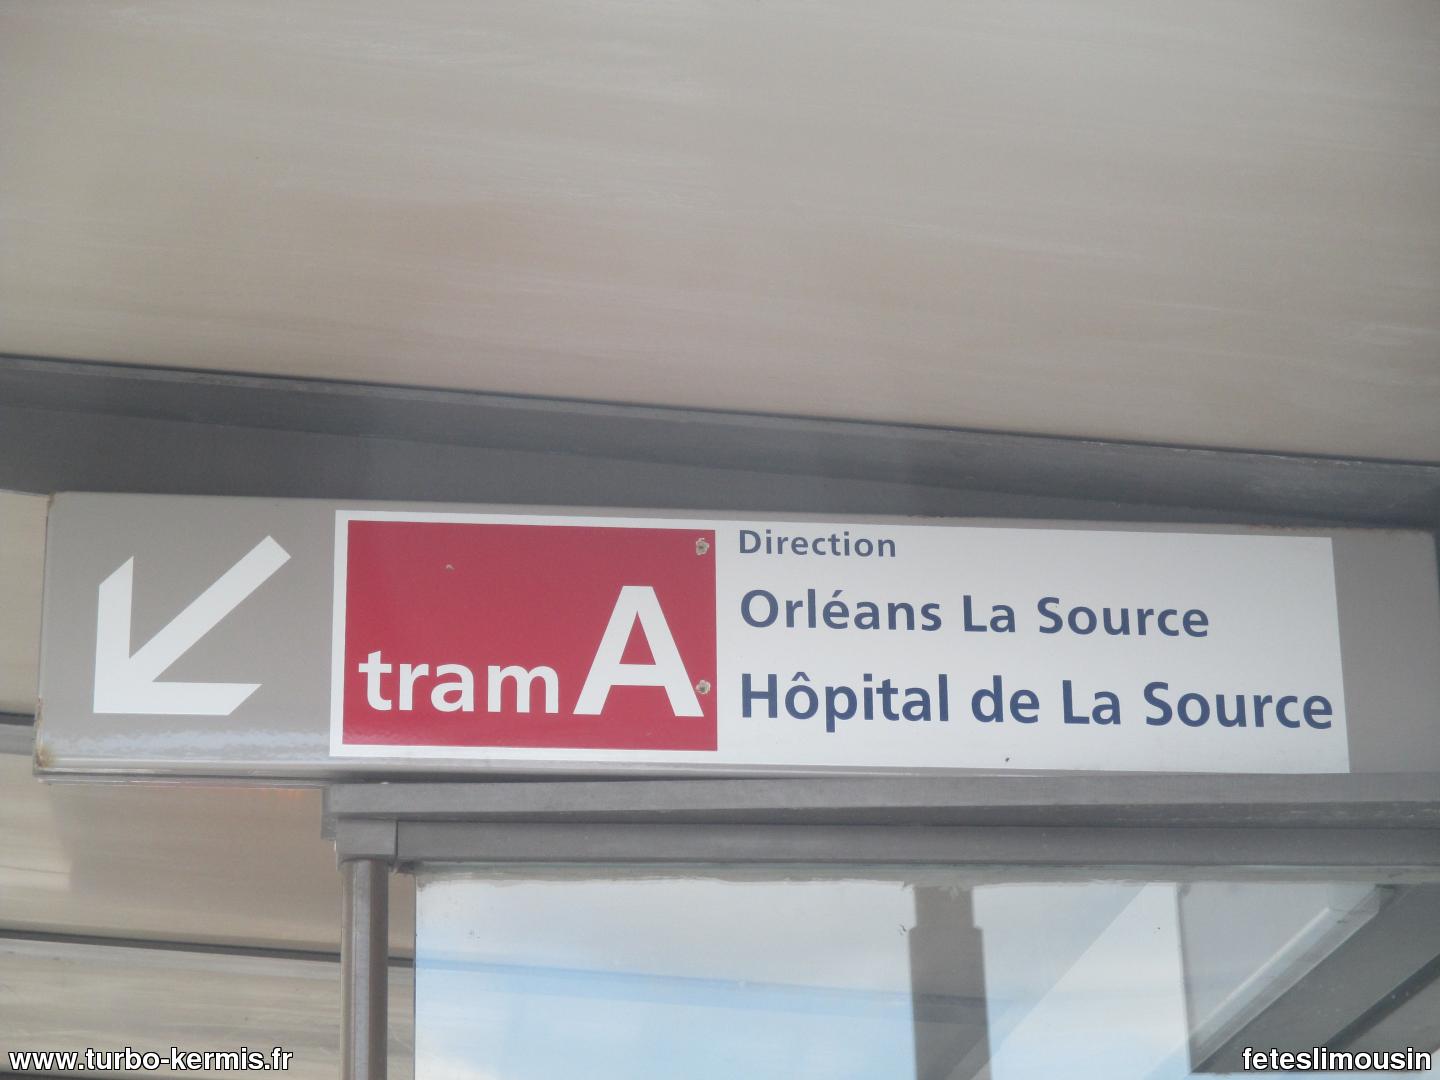 Direction
Orléans La Source
tram A
Hôpital de La Source
www.turbo-kermis.fr
feteslimousin